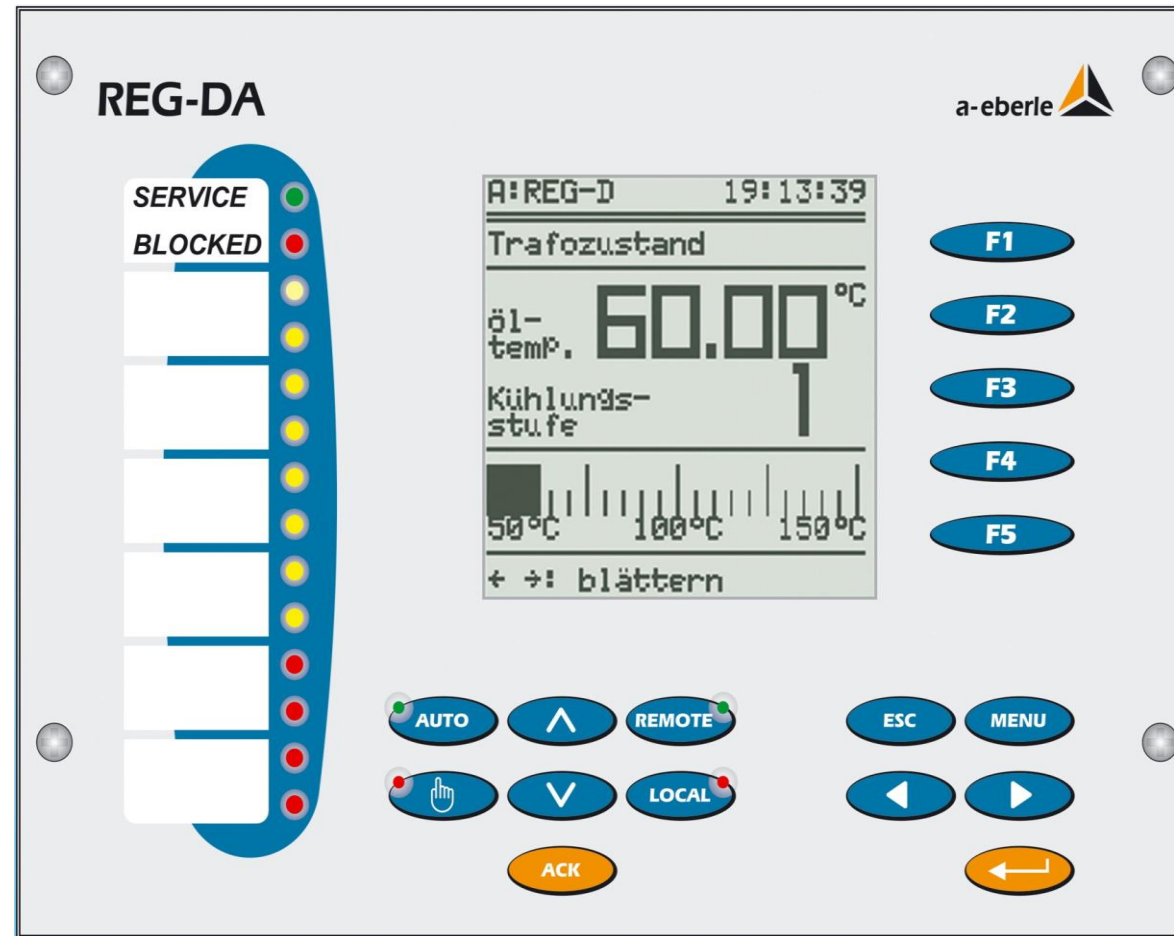 REG-DA
a-eberle
SERVICE
BLOCKED
A:REG-D 19:13:39
Trafozustand
öl-
temp. 60.00 °C
Kühlungs-
stufe 1
50°C 100°C 150°C
← →: blättern
F1
F2
F3
F4
F5
AUTO
REMOTE
LOCAL
ACK
ESC
MENU